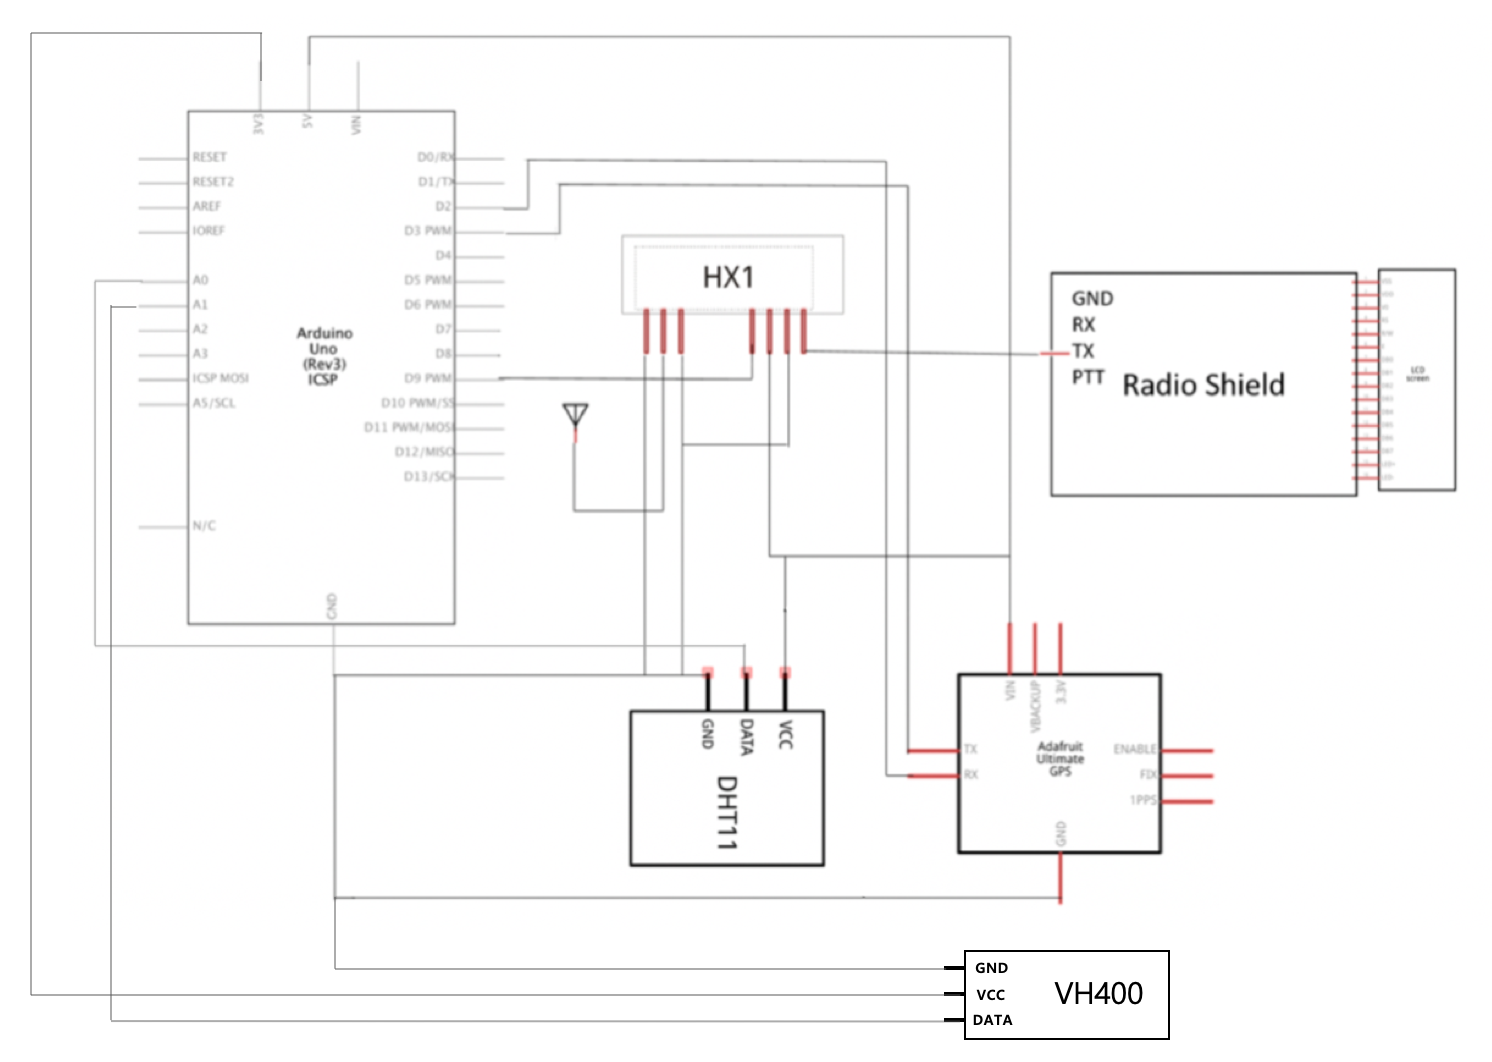 3V3
5V
VIN
RESET
RESET2
AREF
IOREF
A0
A1
A2
A3
ICSP MOSI
A5/SCL
N/C
Arduino
Uno
(Rev3)
ICSP
D0/RX
D1/TX
D2
D3 PWM
D4
D5 PWM
D6 PWM
D7
D8
D9 PWM
D10 PWM/SS
D11 PWM/MOSI
D12/MISO
D13/SCK
GND
HX1
GND
RX
TX
PTT
Radio Shield
LCD
screen
GND
DATA
VCC
DHT11
VIN
VBACKUP
3.3V
TX
RX
Adafruit
Ultimate
GPS
ENABLE
FIX
1PPS
GND
GND
VCC
DATA
VH400